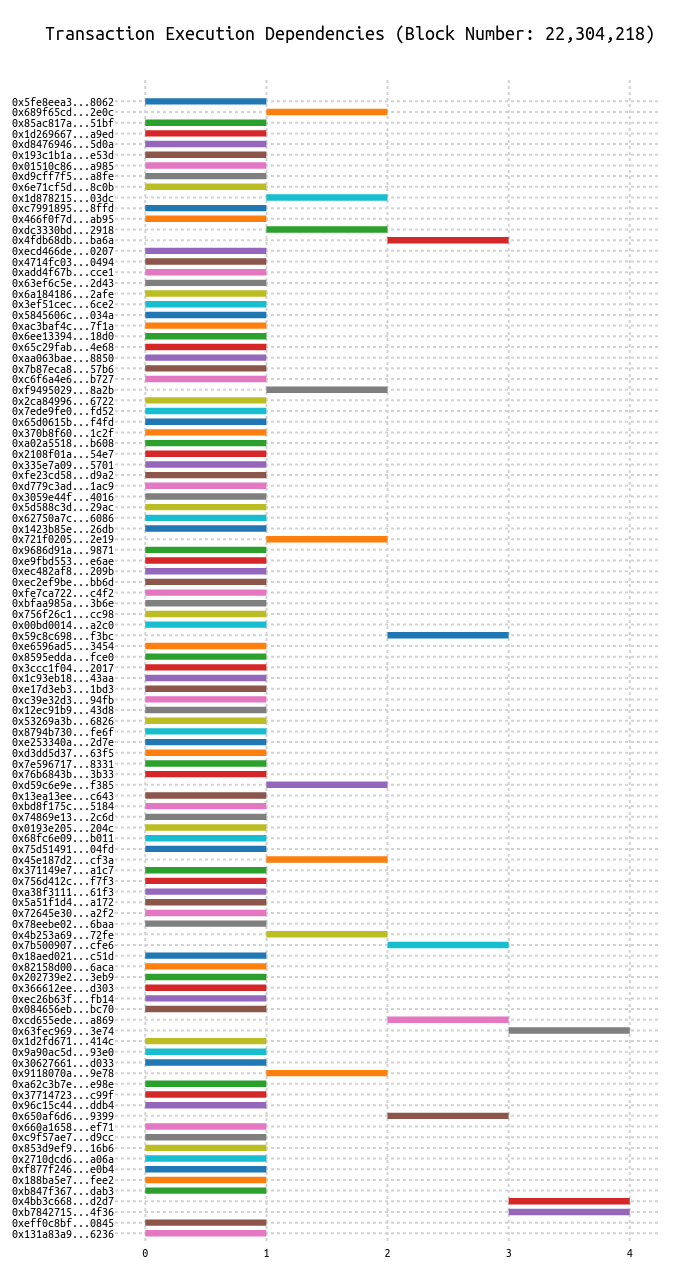 Transaction Execution Dependencies (Block Number: 22,304,218)
0x5fe8eea3...8062
0x689f65cd...2e0c
0x85ac817a...51bf
0x1d269667...a9ed
0xd8476946...5d0a
0x193c1b1a...e53d
0x01510c86...a985
0xd9cff7f5...a8fe
0x6e71cf5d...8c0b
0x1d878215...03dc
0xc7991895...8ffd
0x466f0f7d...ab95
0xdc3330bd...2918
0x4fdb68db...ba6a
0xecd466de...0207
0x4714fc03...0494
0xadd4f67b...cce1
0x63ef6c5e...2d43
0x6a184186...2afe
0x3ef51cec...6ce2
0x5845606c...034a
0xac3baf4c...7f1a
0x6ee13394...18d0
0x65c29fab...4e68
0xaa063bae...8850
0x7b87eca8...57b6
0xc6f6a4e6...b727
0xf9495029...8a2b
0x2ca84996...6722
0x7ede9fe0...fd52
0x65d0615b...f4fd
0x370b8f60...1c2f
0xa02a5518...b608
0x2108f01a...54e7
0x335e7a09...5701
0xfe23cd58...d9a2
0xd779c3ad...1ac9
0x3059e44f...4016
0x5d588c3d...29ac
0x62750a7c...6086
0x1423b85e...26db
0x721f0205...2e19
0x9686d91a...9871
0xe9fbd553...e6ae
0xec482af8...209b
0xec2ef9be...bb6d
0xfe7ca722...c4f2
0xbfaa985a...3b6e
0x756f26c1...cc98
0x00bd0014...a2c0
0x59c8c698...f3bc
0xe6596ad5...3454
0x8595edda...fce0
0x3ccc1f04...2017
0x1c93eb18...43aa
0xe17d3eb3...1bd3
0xc39e32d3...94fb
0x12ec91b9...43d8
0x53269a3b...6826
0x8794b730...fe6f
0xe253340a...2d7e
0xd3dd5d37...63f5
0x7e596717...8331
0x76b6843b...3b33
0xd59c6e9e...f385
0x13ea13ee...c643
0xbd8f175c...5184
0x74869e13...2c6d
0x0193e205...204c
0x68fc6e09...b011
0x75d51491...04fd
0x45e187d2...cf3a
0x371149e7...a1c7
0x756d412c...f7f3
0xa38f3111...61f3
0x5a51f1d4...a172
0x72645e30...a2f2
0x78eebe02...6baa
0x4b253a69...72fe
0x7b500907...cfe6
0x18aed021...c51d
0x82158d00...6aca
0x202739e2...3eb9
0x366612ee...d303
0xec26b63f...fb14
0x084656eb...bc70
0xcd655ede...a869
0x63fec969...3e74
0x1d2fd671...414c
0x9a90ac5d...93e0
0x30627661...d033
0x9118070a...9e78
0xa62c3b7e...e98e
0x37714723...c99f
0x96c15c44...ddb4
0x650af6d6...9399
0x660a1658...ef71
0xc9f57ae7...d9cc
0x853d9ef9...16b6
0x2710dcd6...a06a
0xf877f246...e0b4
0x188ba5e7...fee2
0xb847f367...dab3
0x4bb3c668...d2d7
0xb7842715...4f36
0xeff0c8bf...0845
0x131a83a9...6236
0 1 2 3 4